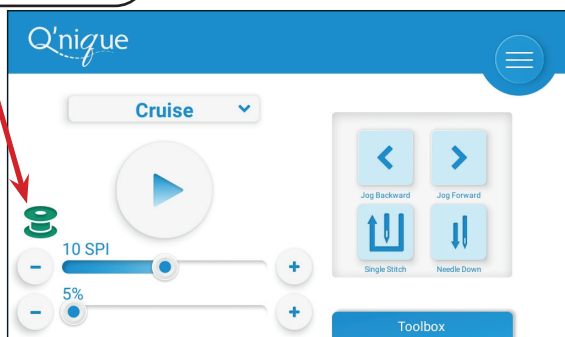 Q'nique
Cruise
Jog Backward
Jog Forward
10 SPI
Single Stitch
Needle Down
5%
Toolbox